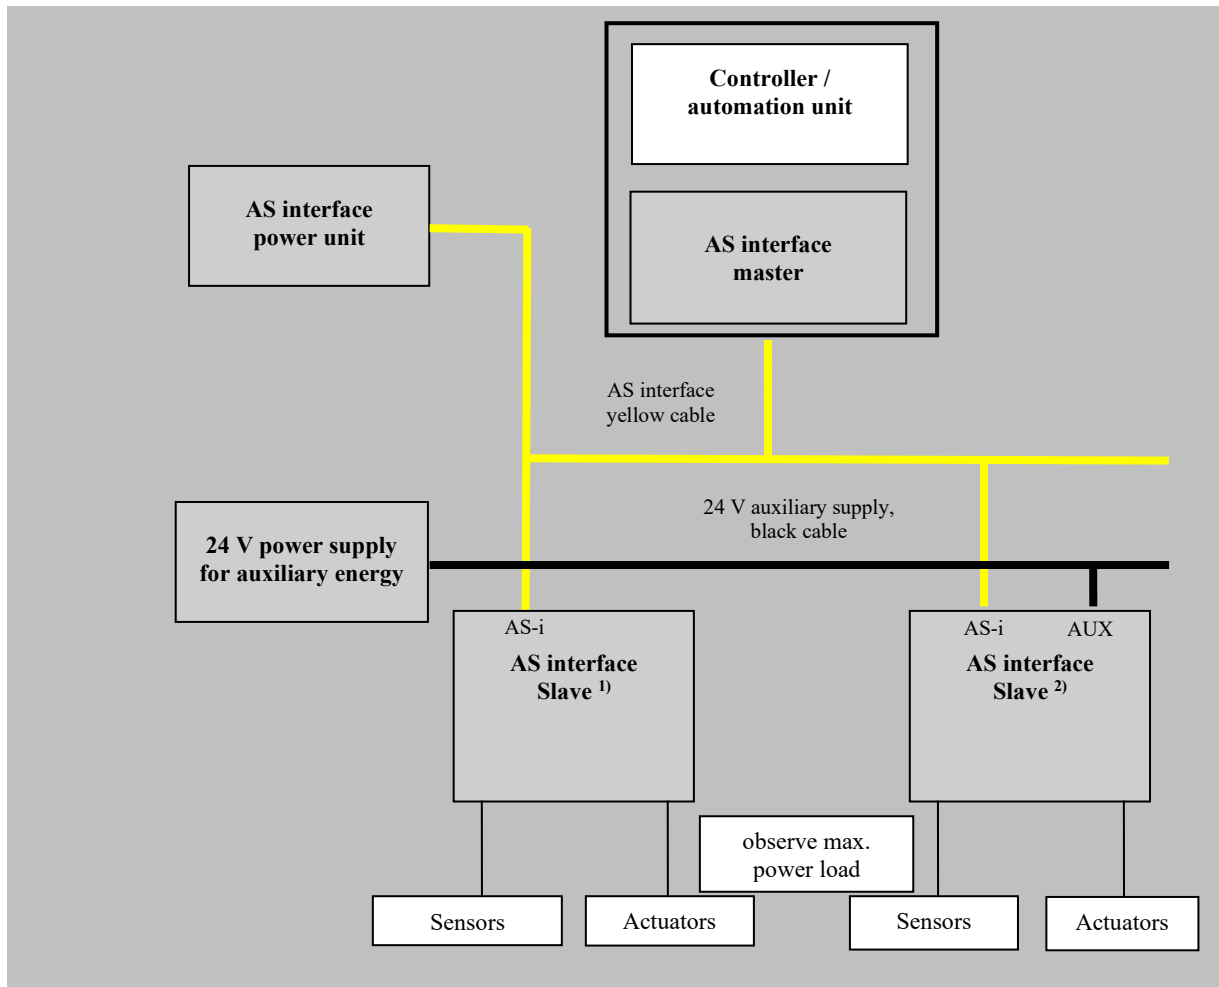 Controller /
automation unit
AS interface
power unit
AS interface
master
AS interface
yellow cable
24 V auxiliary supply,
black cable
24 V power supply
for auxiliary energy
AS-i
AS interface
Slave 1)
AS-i AUX
AS interface
Slave 2)
observe max.
power load
Sensors
Actuators
Sensors
Actuators